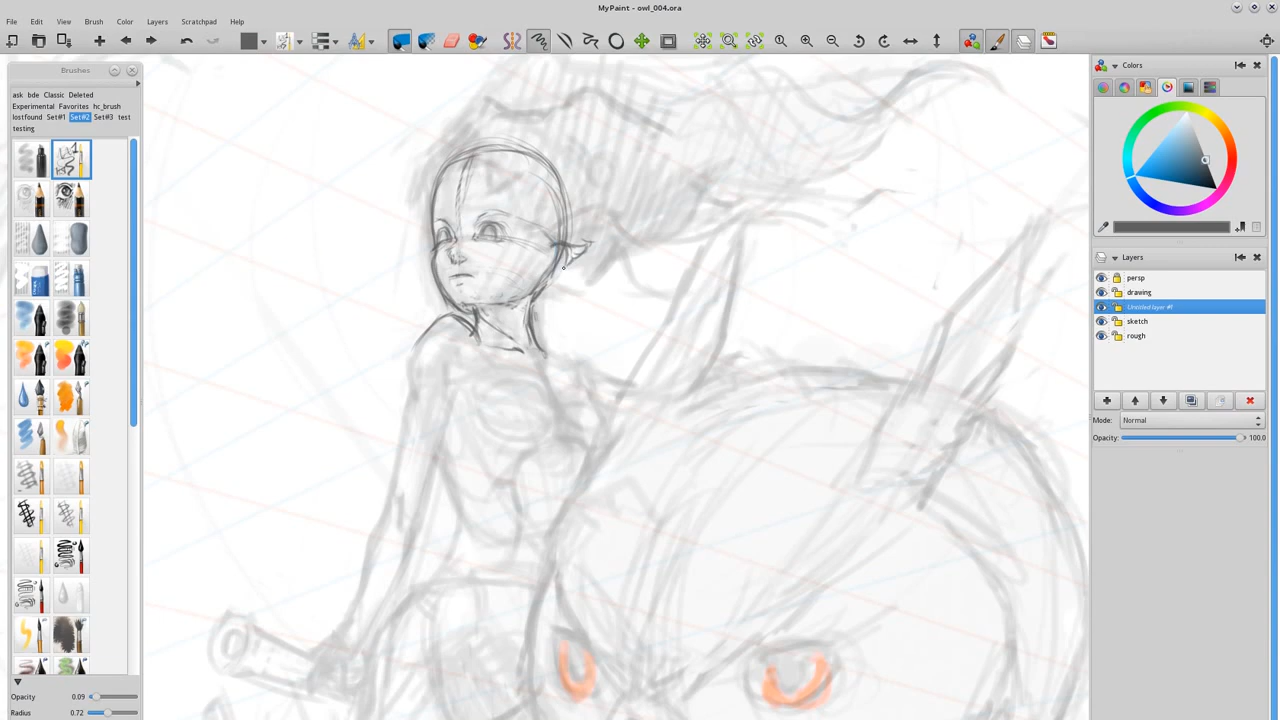 MyPaint - owl_004.ora
File Edit View Brush Color Layers Scratchpad Help
Brushes
ask bde Classic Deleted
Experimental Favorites hc_brush
lostfound Set#1 Set#2 Set#3 test
testing
Opacity 0.09
Radius 0.72
Colors
Layers
persp
drawing
Untitled layer #1
sketch
rough
Mode: Normal
Opacity: 100.0